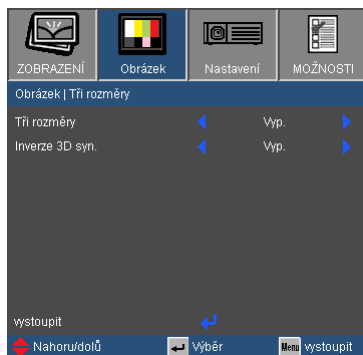 ZOBRAZENÍ Obrázek Nastavení MOŽNOSTI
Obrázek | Tři rozměry
Tři rozměry Vyp.
Inverze 3D syn. Vyp.
vystoupit
Nahoru/dolů Výběr Menu vystoupit